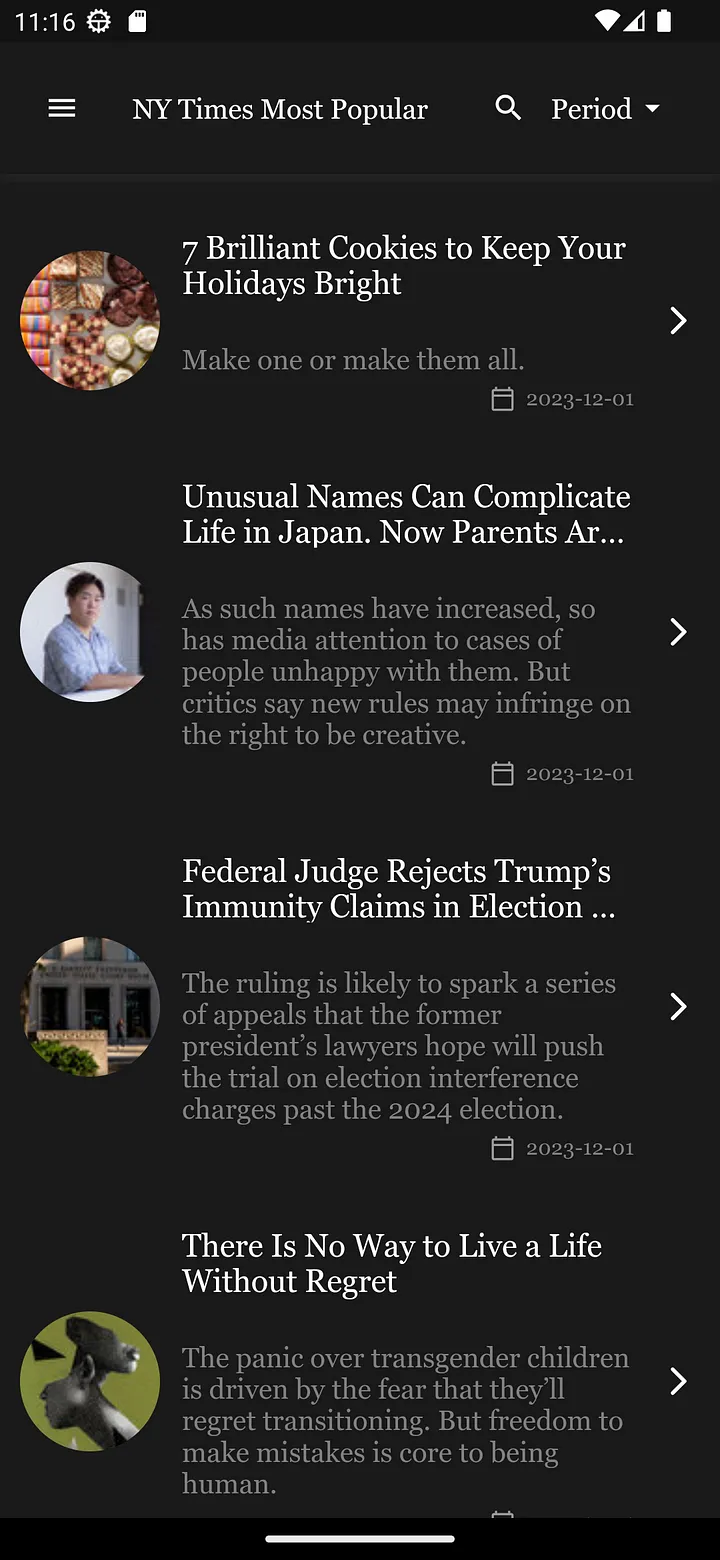 11:16
NY Times Most Popular
Period
7 Brilliant Cookies to Keep Your
Holidays Bright
Make one or make them all.
2023-12-01
Unusual Names Can Complicate
Life in Japan. Now Parents Ar...
As such names have increased, so
has media attention to cases of
people unhappy with them. But
critics say new rules may infringe on
the right to be creative.
2023-12-01
Federal Judge Rejects Trump’s
Immunity Claims in Election ...
The ruling is likely to spark a series
of appeals that the former
president’s lawyers hope will push
the trial on election interference
charges past the 2024 election.
2023-12-01
There Is No Way to Live a Life
Without Regret
The panic over transgender children
is driven by the fear that they’ll
regret transitioning. But freedom to
make mistakes is core to being
human.